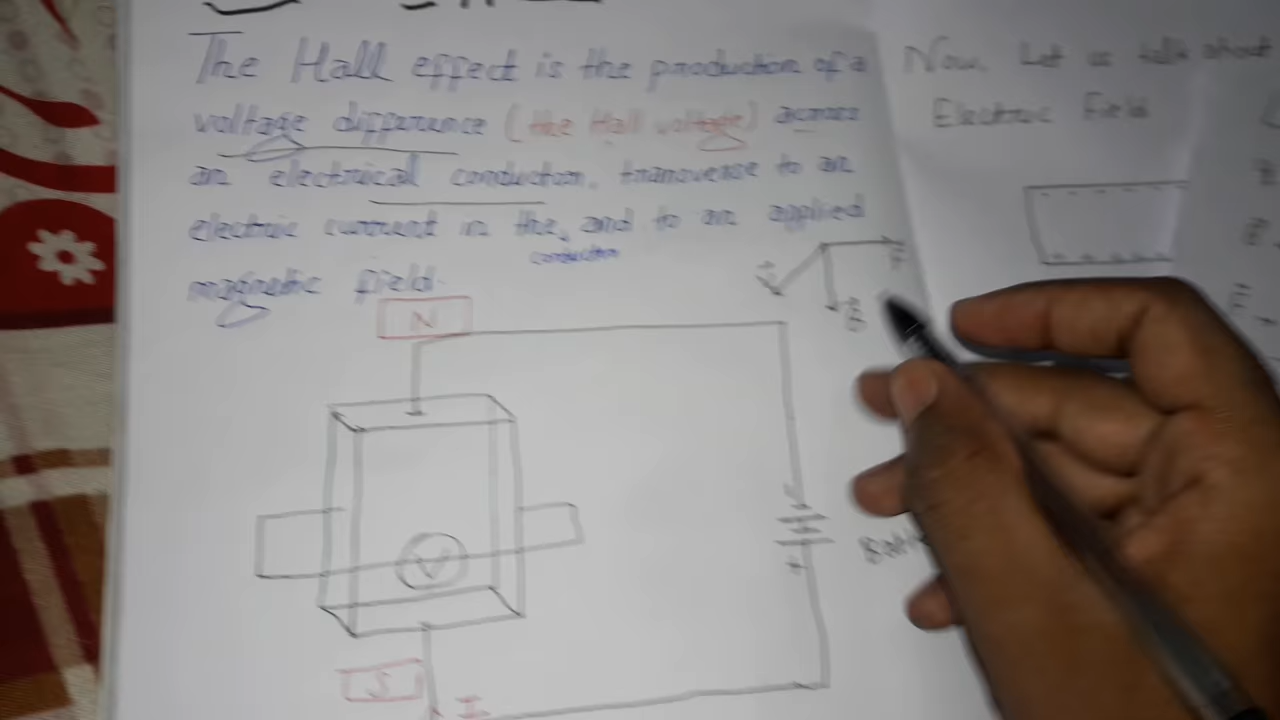 The Hall effect is the production of a
voltage difference (the Hall voltage) across
an electrical conductor, transverse to an
electric current in the, and to an applied
conductor
magnetic field.
Now, Let us talk about
Electric Field
N
F
B
V
S
I
+